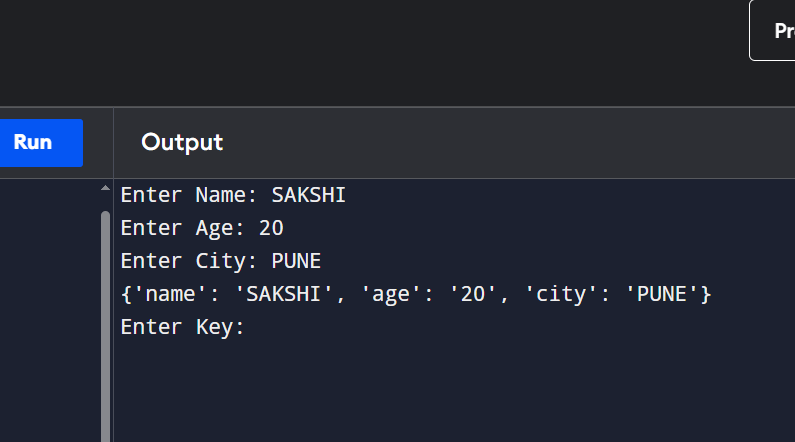 Pr
Run
Output
Enter Name: SAKSHI
Enter Age: 20
Enter City: PUNE
{'name': 'SAKSHI', 'age': '20', 'city': 'PUNE'}
Enter Key: